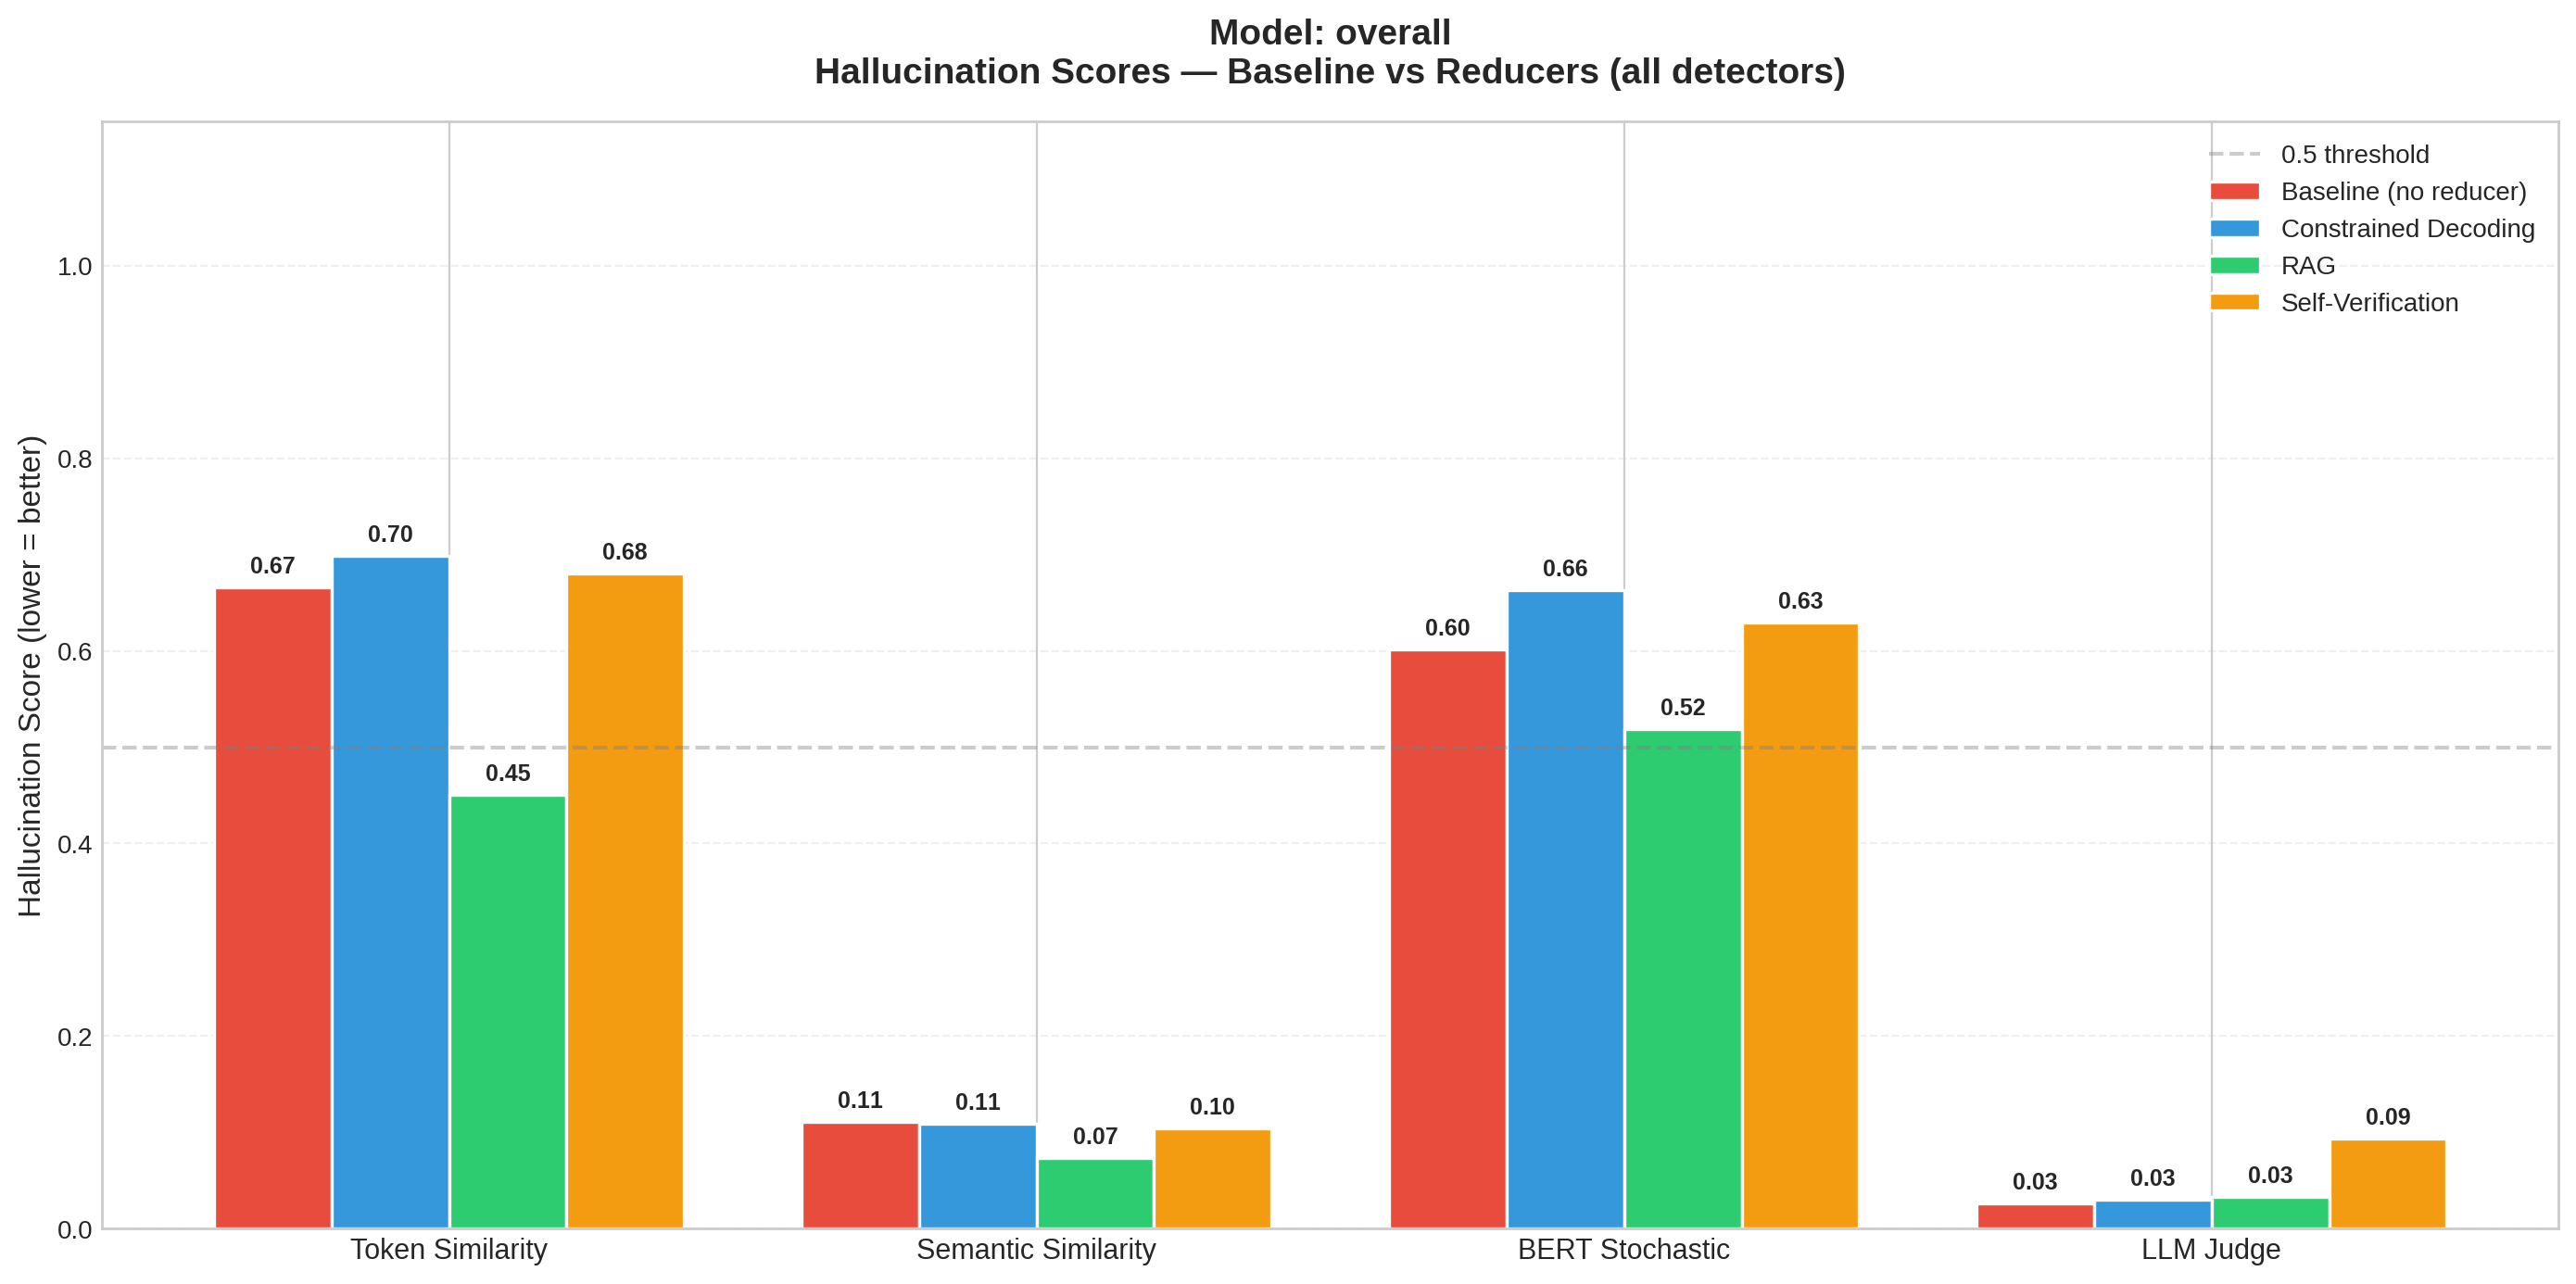 Model: overall
Hallucination Scores — Baseline vs Reducers (all detectors)
Hallucination Score (lower = better)
1.0
0.8
0.6
0.4
0.2
0.0
0.5 threshold
Baseline (no reducer)
Constrained Decoding
RAG
Self-Verification
0.67
0.70
0.45
0.68
0.11
0.11
0.07
0.10
0.60
0.66
0.52
0.63
0.03
0.03
0.03
0.09
Token Similarity
Semantic Similarity
BERT Stochastic
LLM Judge